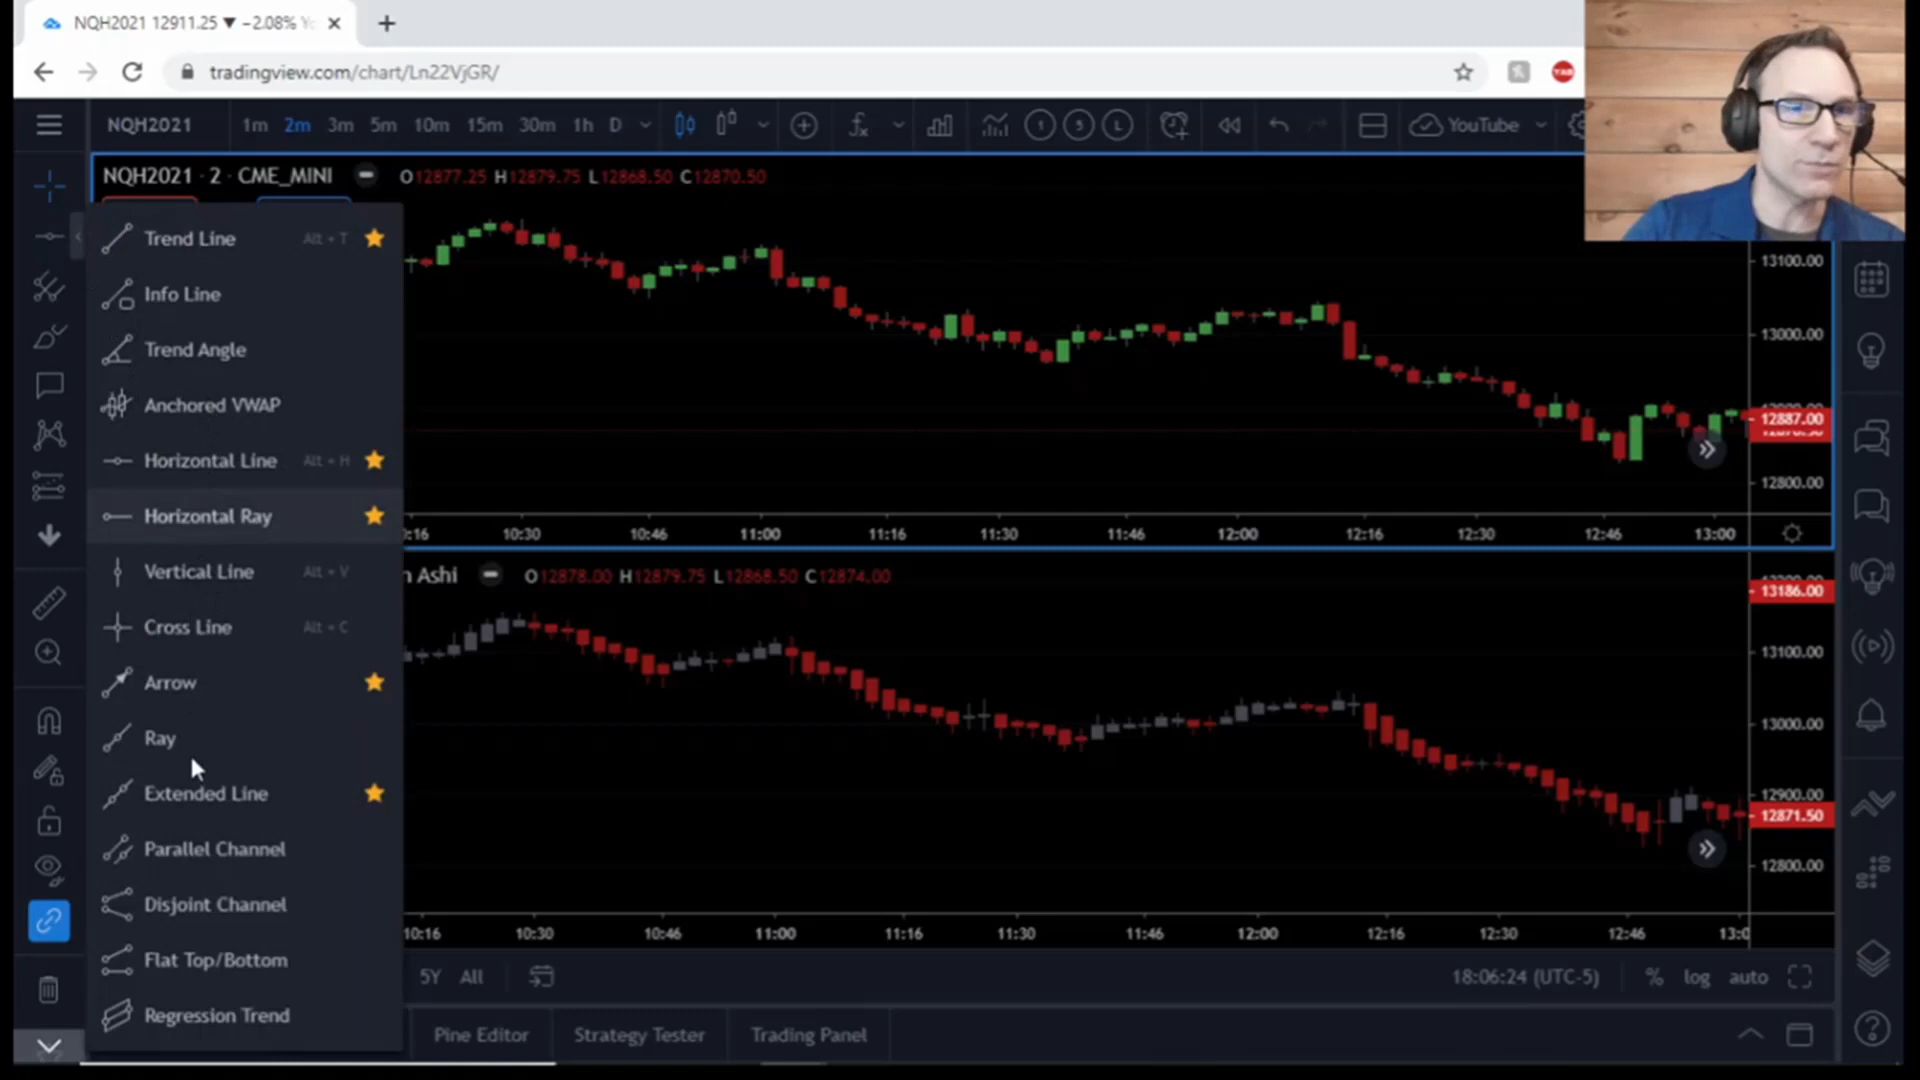 NQH2021 12911.25 ▼ −2.08%
tradingview.com/chart/Ln22VjGR/
NQH2021 1m 2m 3m 5m 10m 15m 30m 1h D YouTube
NQH2021 · 2 · CME_MINI O12877.25 H12879.75 L12868.50 C12870.50
Trend Line Alt + T
Info Line
Trend Angle
Anchored VWAP
Horizontal Line Alt + H
Horizontal Ray
Vertical Line Alt + V
Cross Line Alt + C
Arrow
Ray
Extended Line
Parallel Channel
Disjoint Channel
Flat Top/Bottom
Regression Trend
13100.00
13000.00
12887.00
12800.00
:16 10:30 10:46 11:00 11:16 11:30 11:46 12:00 12:16 12:30 12:46 13:00
n Ashi O12878.00 H12879.75 L12868.50 C12874.00
13186.00
13100.00
13000.00
12900.00
12871.50
12800.00
10:16 10:30 10:46 11:00 11:16 11:30 11:46 12:00 12:16 12:30 12:46 13:0
5Y All 18:06:24 (UTC-5) % log auto
Pine Editor Strategy Tester Trading Panel